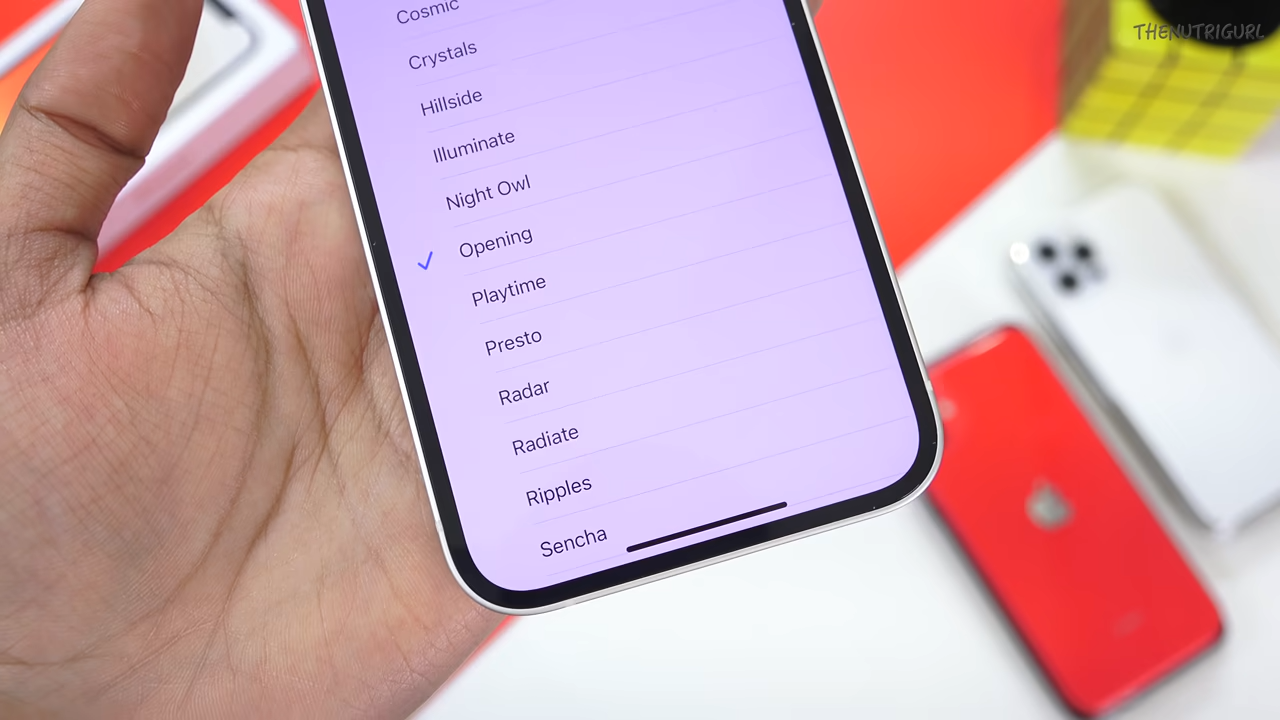 THENUTRIGURL
Cosmic
Crystals
Hillside
Illuminate
Night Owl
Opening
Playtime
Presto
Radar
Radiate
Ripples
Sencha